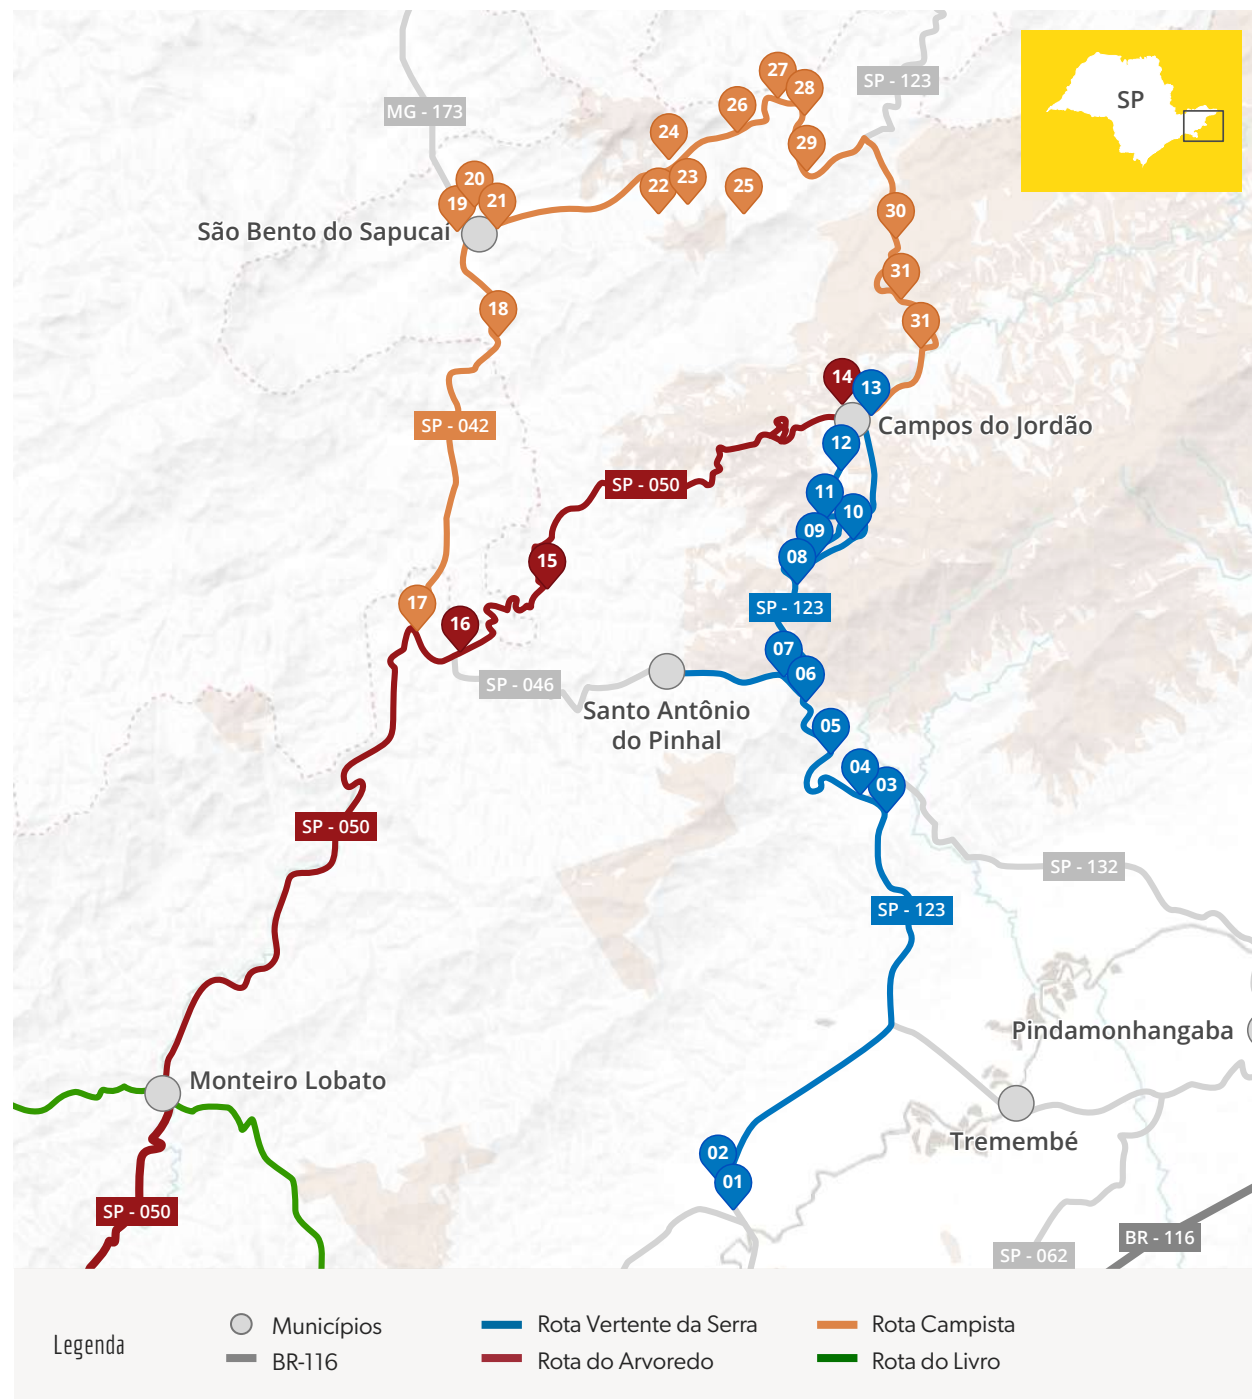 27
28
SP - 123
26
MG - 173
SP
24
29
20
22
23
25
19
21
30
São Bento do Sapucaí
31
18
31
14
13
SP - 042
Campos do Jordão
12
SP - 050
11
10
09
15
08
17
SP - 123
16
07
06
SP - 046
Santo Antônio
do Pinhal
05
04
03
SP - 050
SP - 132
SP - 123
Pindamonhangaba
Monteiro Lobato
Tremembé
02
01
SP - 050
BR - 116
SP - 062
Legenda
Municípios
BR-116
Rota Vertente da Serra
Rota do Arvoredo
Rota Campista
Rota do Livro